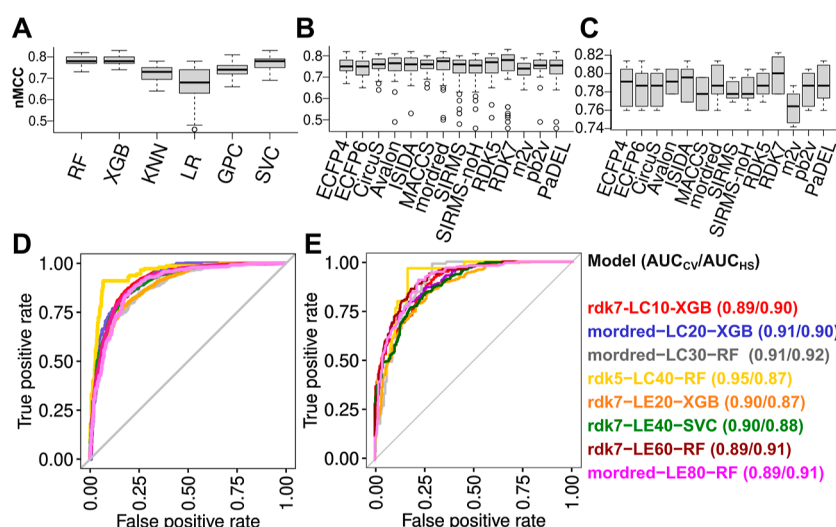 A
nMCC
0.8
0.7
0.6
0.5
RF
XGB
KNN
LR
GPC
SVC
B
0.8
0.7
0.6
0.5
ECFP4
ECFP6
CircuS
Avalon
ISIDA
MACCS
mordred
SIRMS
SIRMS-noH
RDK5
RDK7
m2v
pb2v
PaDEL
C
0.82
0.80
0.78
0.76
0.74
ECFP4
ECFP6
CircuS
Avalon
ISIDA
MACCS
mordred
SIRMS
SIRMS-noH
RDK5
RDK7
m2v
pb2v
PaDEL
D
True positive rate
1.00
0.75
0.50
0.25
0.00
0.00
0.25
0.50
0.75
1.00
False positive rate
E
True positive rate
1.00
0.75
0.50
0.25
0.00
0.00
0.25
0.50
0.75
1.00
False positive rate
Model (AUCCV/AUCHS)
rdk7-LC10-XGB (0.89/0.90)
mordred-LC20-XGB (0.91/0.90)
mordred-LC30-RF (0.91/0.92)
rdk5-LC40-RF (0.95/0.87)
rdk7-LE20-XGB (0.90/0.87)
rdk7-LE40-SVC (0.90/0.88)
rdk7-LE60-RF (0.89/0.91)
mordred-LE80-RF (0.89/0.91)